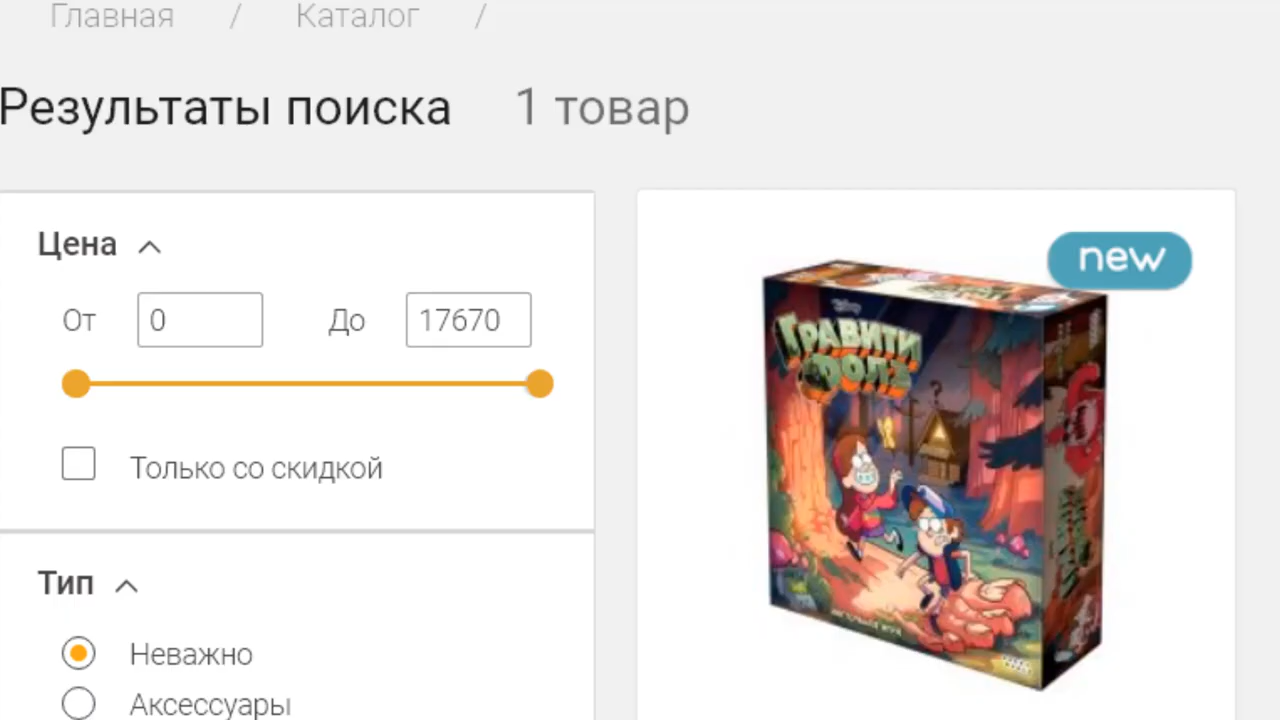 Главная / Каталог /
Результаты поиска 1 товар
Цена
От 0 До 17670
Только со скидкой
Тип
Неважно
Аксессуары
new
Disney
ГРАВИТИ
ФОЛЗ